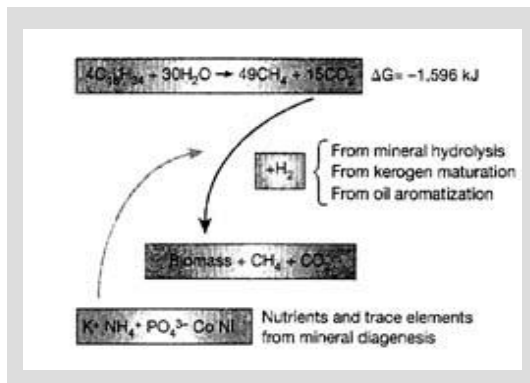 4C₁₆H₃₄ + 30H₂O → 49CH₄ + 15CO₂ ΔG= −1,596 kJ
+H₂
From mineral hydrolysis
From kerogen maturation
From oil aromatization
Biomass + CH₄ + CO₂
K⁺ NH₄⁺ PO₄³⁻ Co Ni
Nutrients and trace elements
from mineral diagenesis